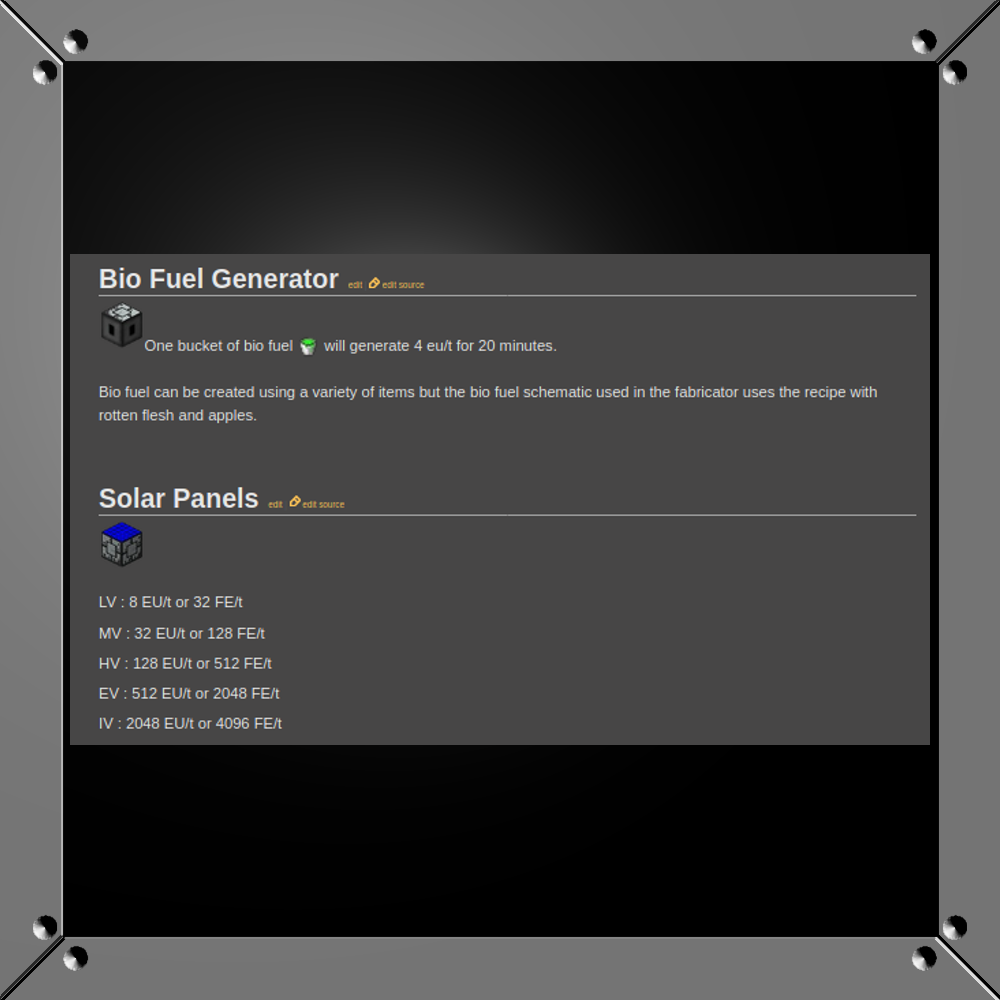 Bio Fuel Generator edit edit source
One bucket of bio fuel will generate 4 eu/t for 20 minutes.
Bio fuel can be created using a variety of items but the bio fuel schematic used in the fabricator uses the recipe with
rotten flesh and apples.
Solar Panels edit edit source
LV : 8 EU/t or 32 FE/t
MV : 32 EU/t or 128 FE/t
HV : 128 EU/t or 512 FE/t
EV : 512 EU/t or 2048 FE/t
IV : 2048 EU/t or 4096 FE/t